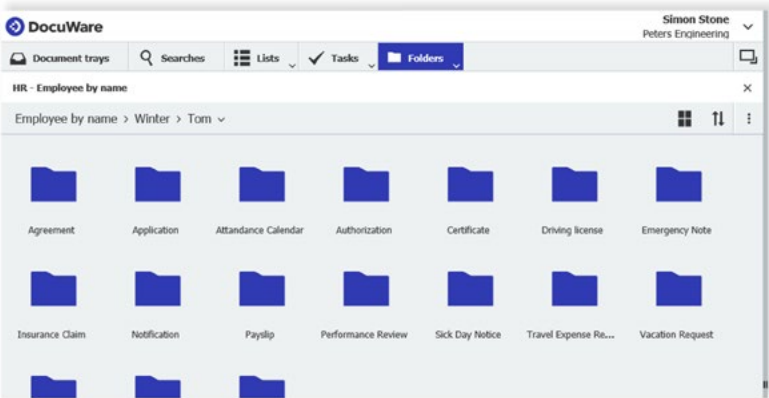 DocuWare
Simon Stone
Peters Engineering
Document trays Searches Lists Tasks Folders
HR - Employee by name
Employee by name > Winter > Tom
Agreement Application Attandance Calendar Authorization Certificate Driving license Emergency Note
Insurance Claim Notification Payslip Performance Review Sick Day Notice Travel Expense Re... Vacation Request